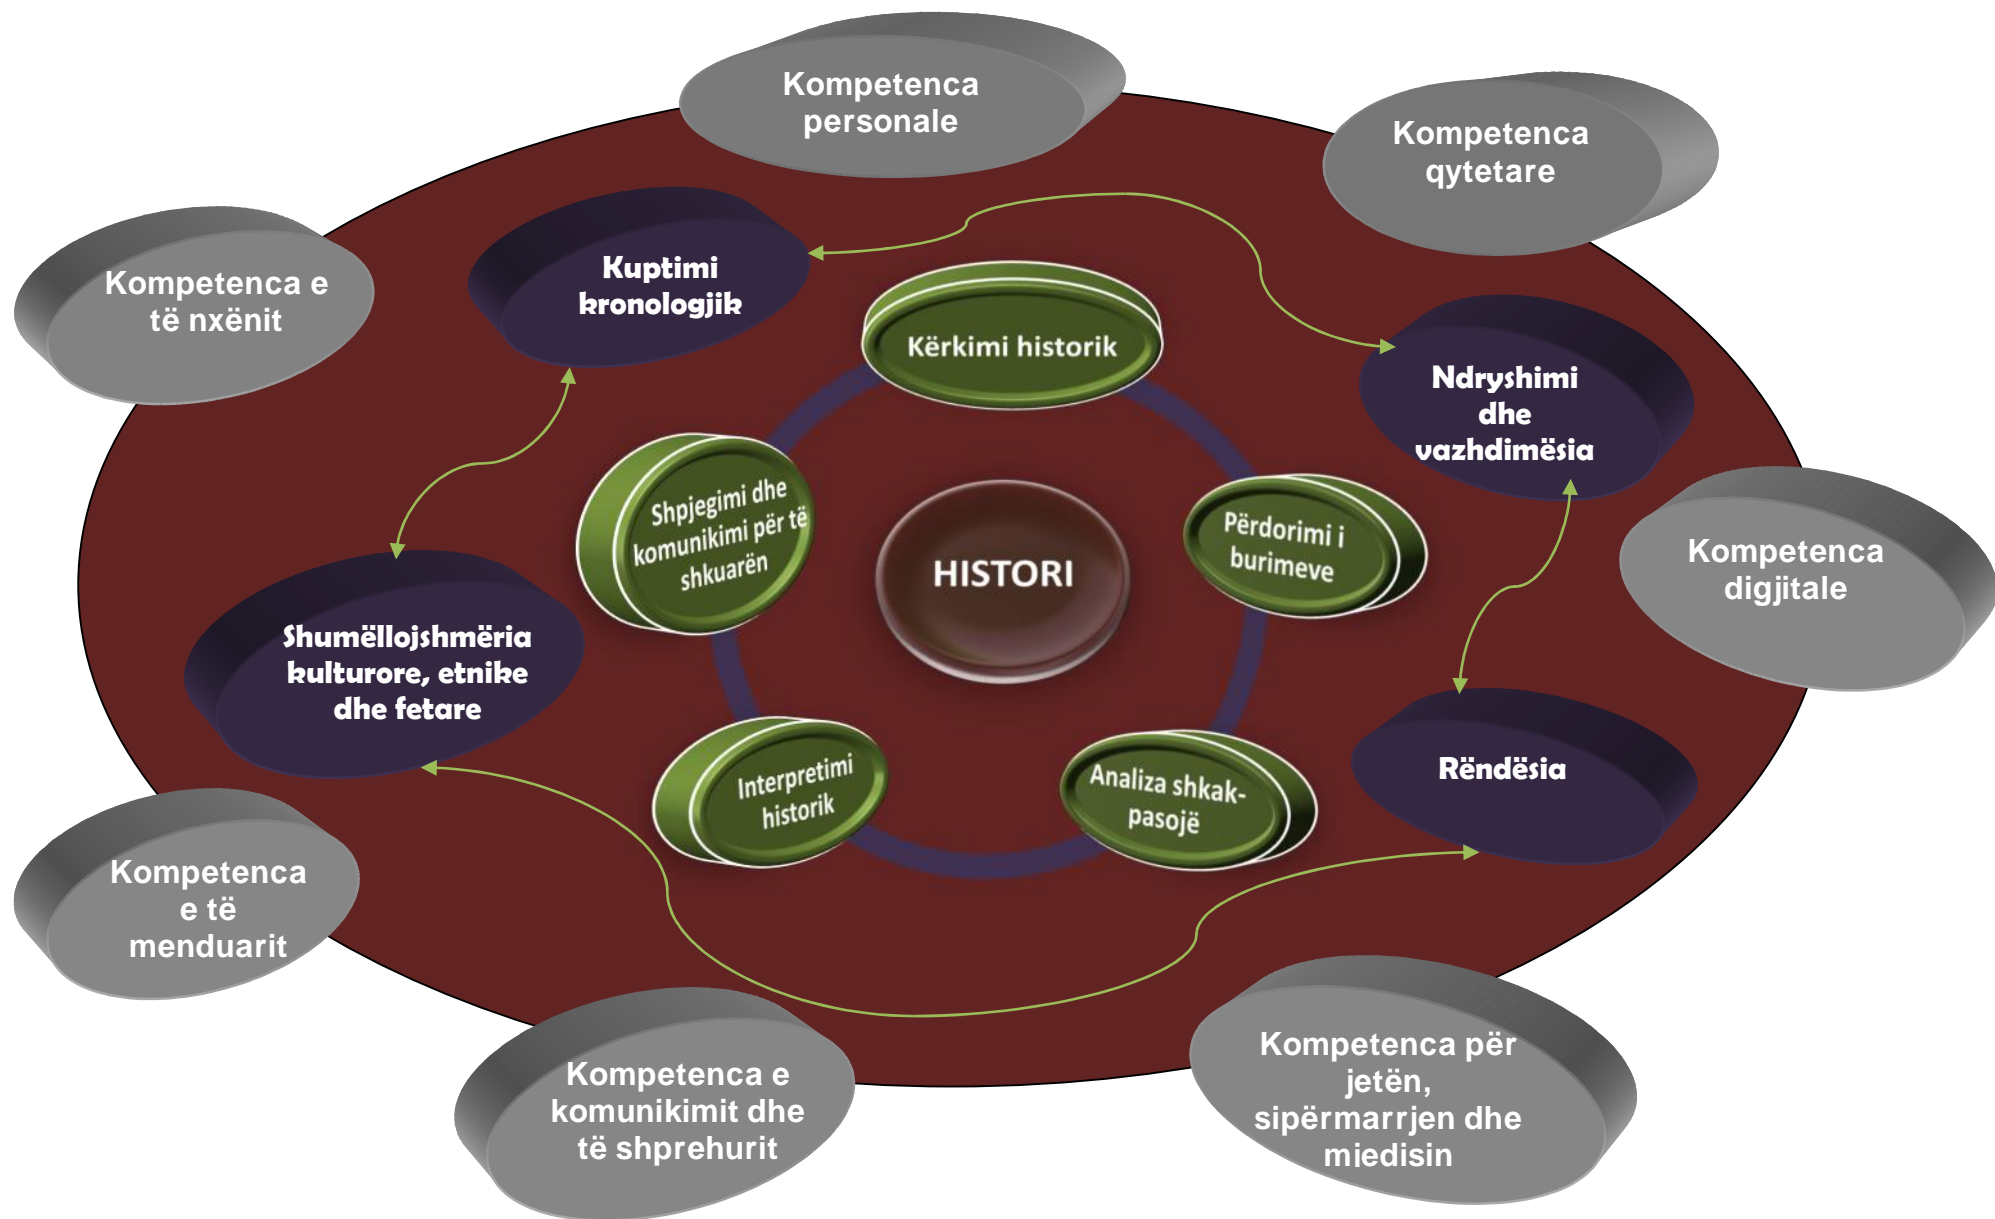 Kompetenca
personale
Kompetenca
qytetare
Kompetenca e
të nxënit
Kuptimi
kronologjik
Kërkimi historik
Ndryshimi
dhe
vazhdimësia
Shpjegimi dhe
komunikimi për të
shkuarën
HISTORI
Përdorimi i
burimeve
Kompetenca
digjitale
Shumëllojshmëria
kulturore, etnike
dhe fetare
Interpretimi
historik
Analiza shkak-
pasojë
Rëndësia
Kompetenca
e të
menduarit
Kompetenca e
komunikimit dhe
të shprehurit
Kompetenca për
jetën,
sipërmarrjen dhe
mjedisin